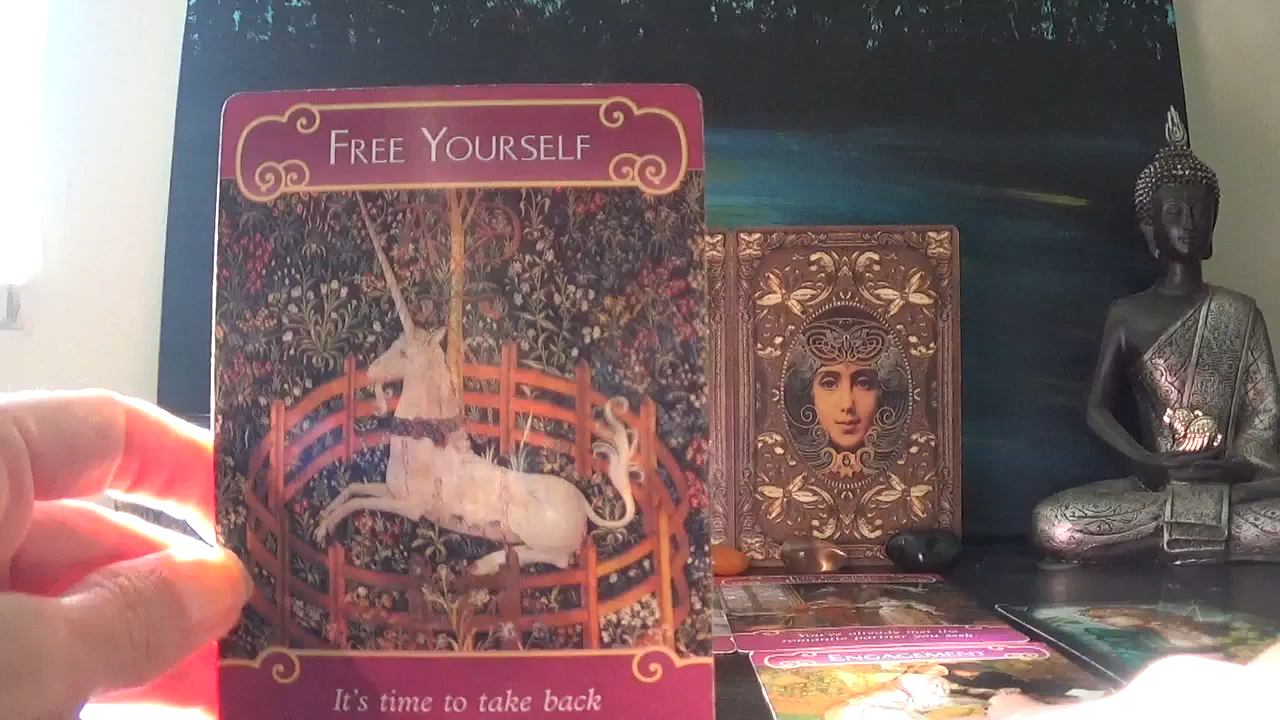 FREE YOURSELF
It's time to take back
You've already met the
romantic partner you seek.
ENGAGEMENT